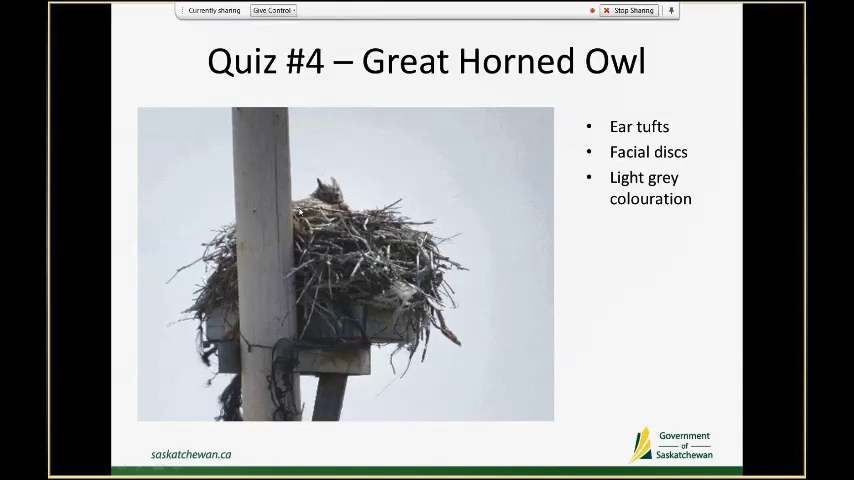 Currently sharing
Give Control
Stop Sharing
Quiz #4 – Great Horned Owl
• Ear tufts
• Facial discs
• Light grey
colouration
saskatchewan.ca
Government
of
Saskatchewan